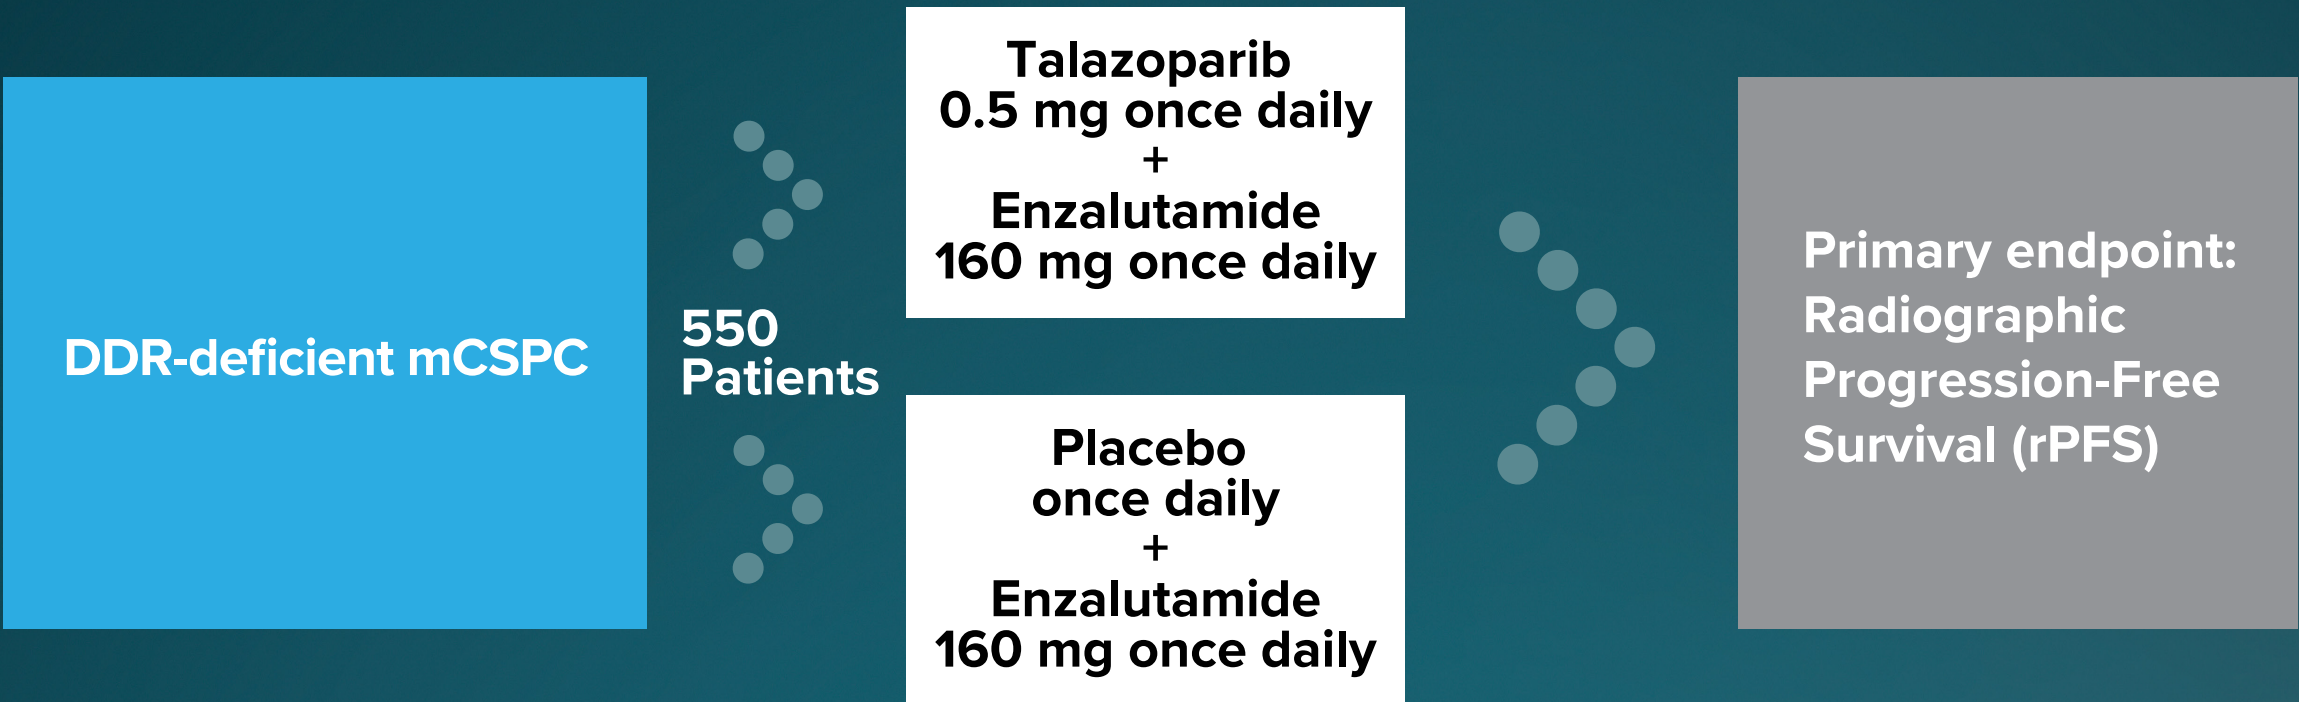 DDR-deficient mCSPC
550
Patients
Talazoparib
0.5 mg once daily
+
Enzalutamide
160 mg once daily
Placebo
once daily
+
Enzalutamide
160 mg once daily
Primary endpoint:
Radiographic
Progression-Free
Survival (rPFS)